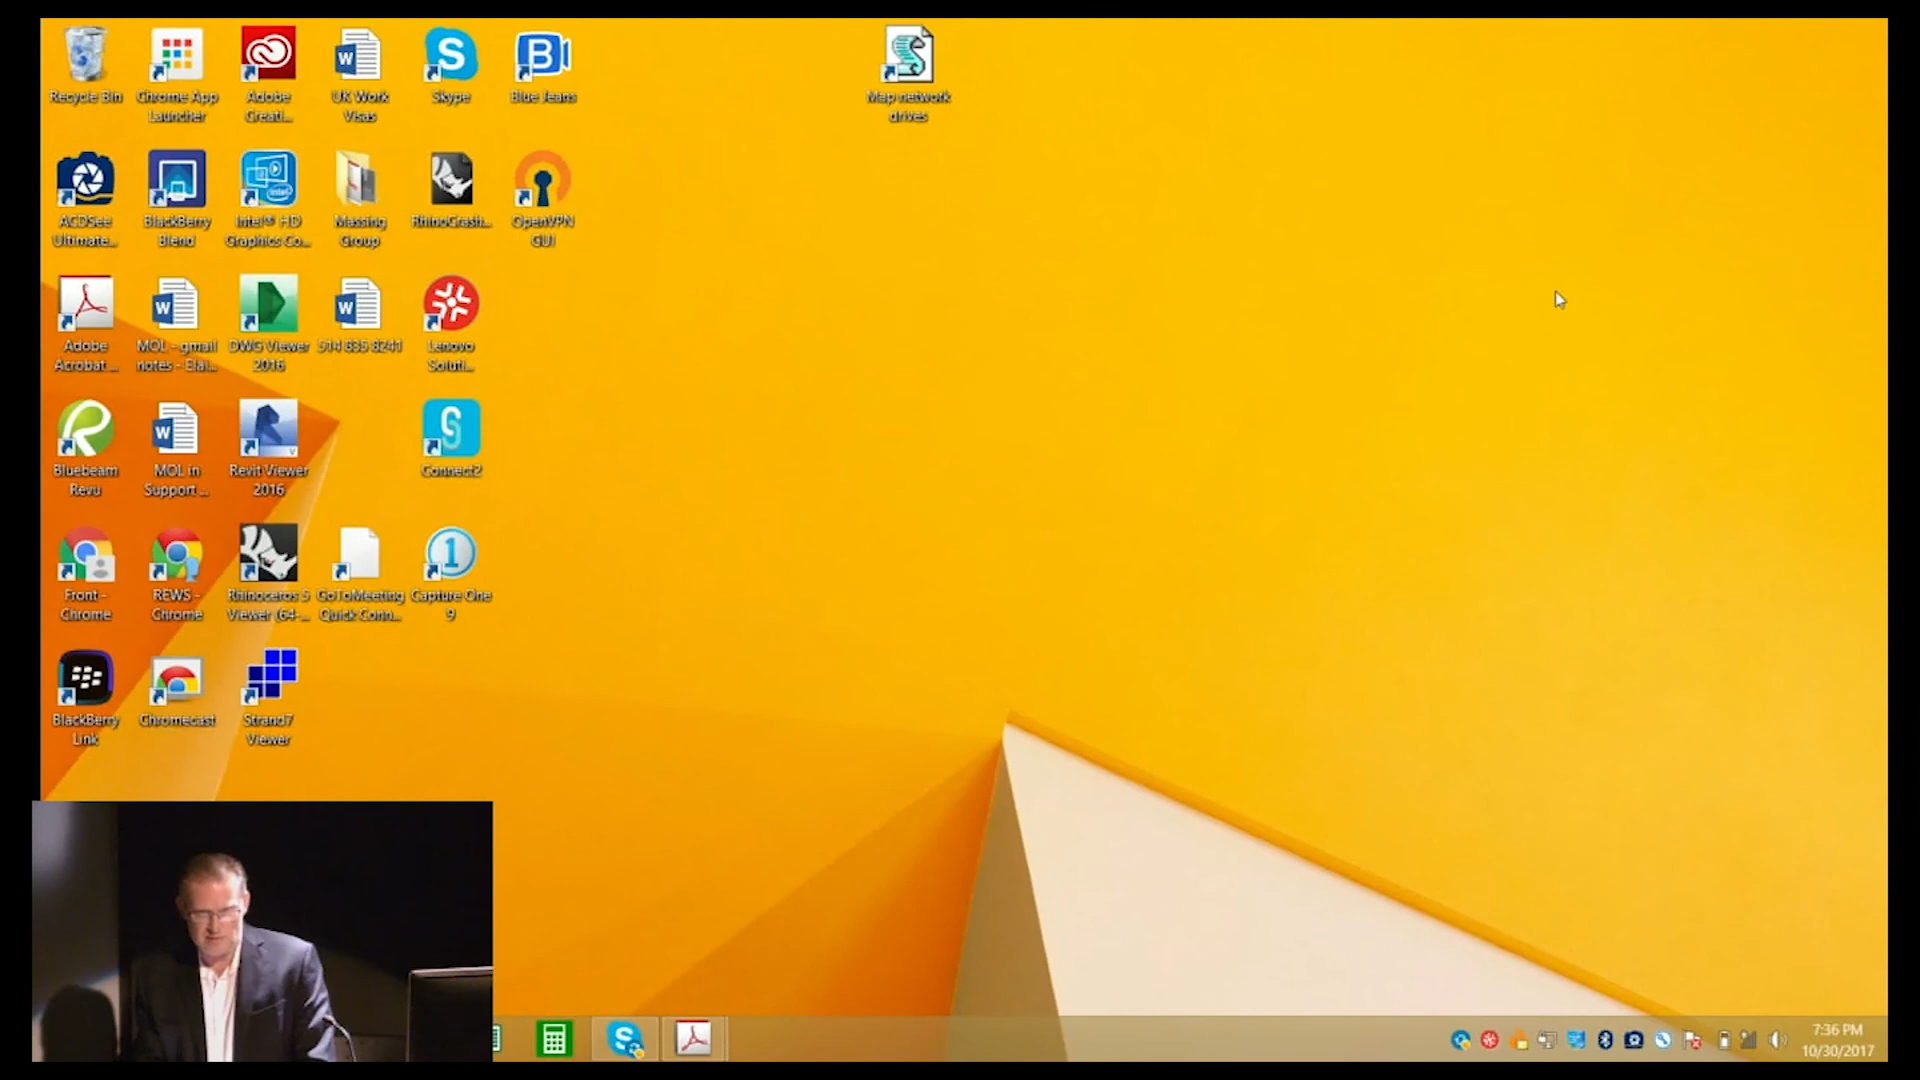 Recycle Bin
Chrome App
Launcher
Adobe
Creati...
UK Work
Visas
Skype
Blue Jeans
Map network
drives
ACDSee
Ultimate...
BlackBerry
Blend
Intel® HD
Graphics Co...
Massing
Group
RhinoCrash...
OpenVPN
GUI
Adobe
Acrobat ...
MOL - gmail
notes - Elai...
DWG Viewer
2016
514 835 8241
Lenovo
Soluti...
Bluebeam
Revu
MOL in
Support ...
Revit Viewer
2016
Connect2
Front -
Chrome
REWS -
Chrome
Rhinoceros 5
Viewer (64-...
GoToMeeting
Quick Conn...
Capture One
9
BlackBerry
Link
Chromecast
Strand7
Viewer
7:36 PM
10/30/2017